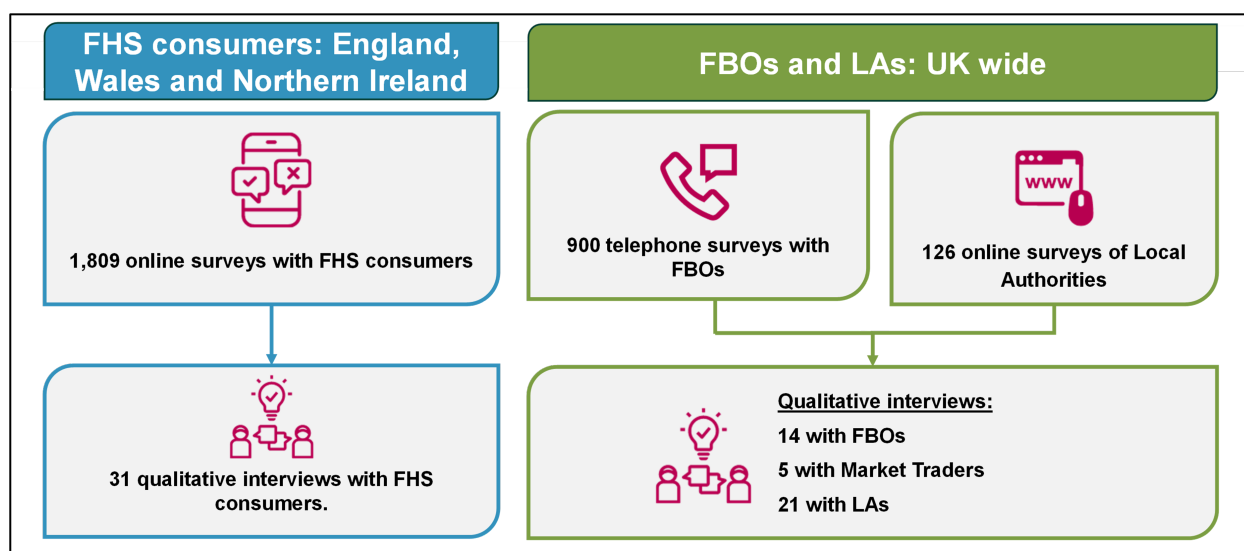 FHS consumers: England,
Wales and Northern Ireland
FBOs and LAs: UK wide
1,809 online surveys with FHS consumers
900 telephone surveys with
FBOs
www
126 online surveys of Local
Authorities
31 qualitative interviews with FHS
consumers.
Qualitative interviews:
14 with FBOs
5 with Market Traders
21 with LAs